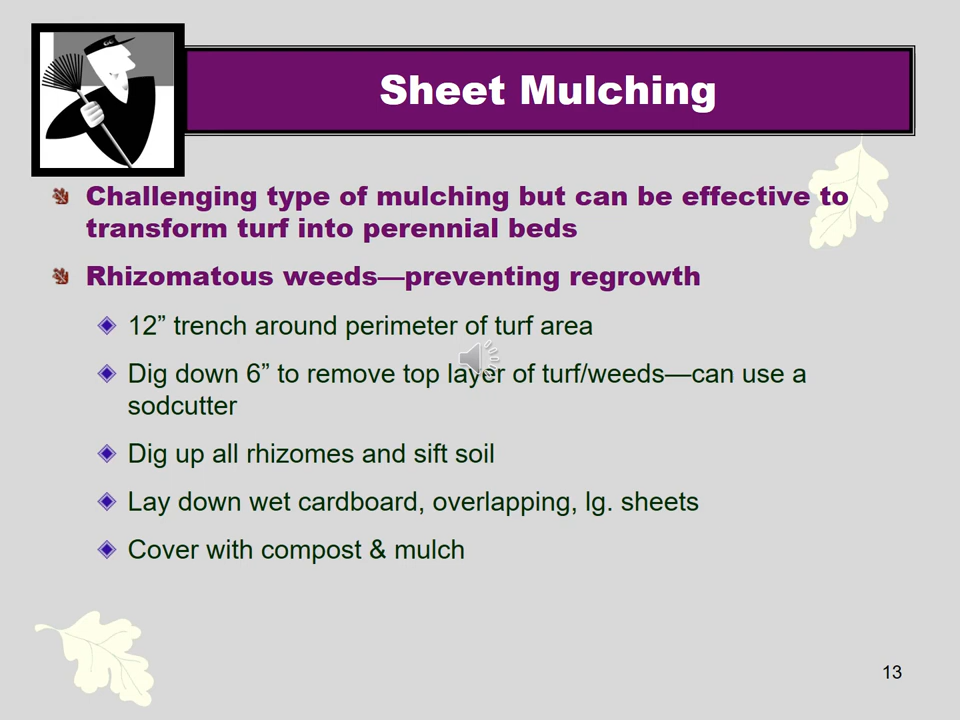 Sheet Mulching
Challenging type of mulching but can be effective to
transform turf into perennial beds
Rhizomatous weeds—preventing regrowth
12” trench around perimeter of turf area
Dig down 6” to remove top layer of turf/weeds—can use a
sodcutter
Dig up all rhizomes and sift soil
Lay down wet cardboard, overlapping, lg. sheets
Cover with compost & mulch
13